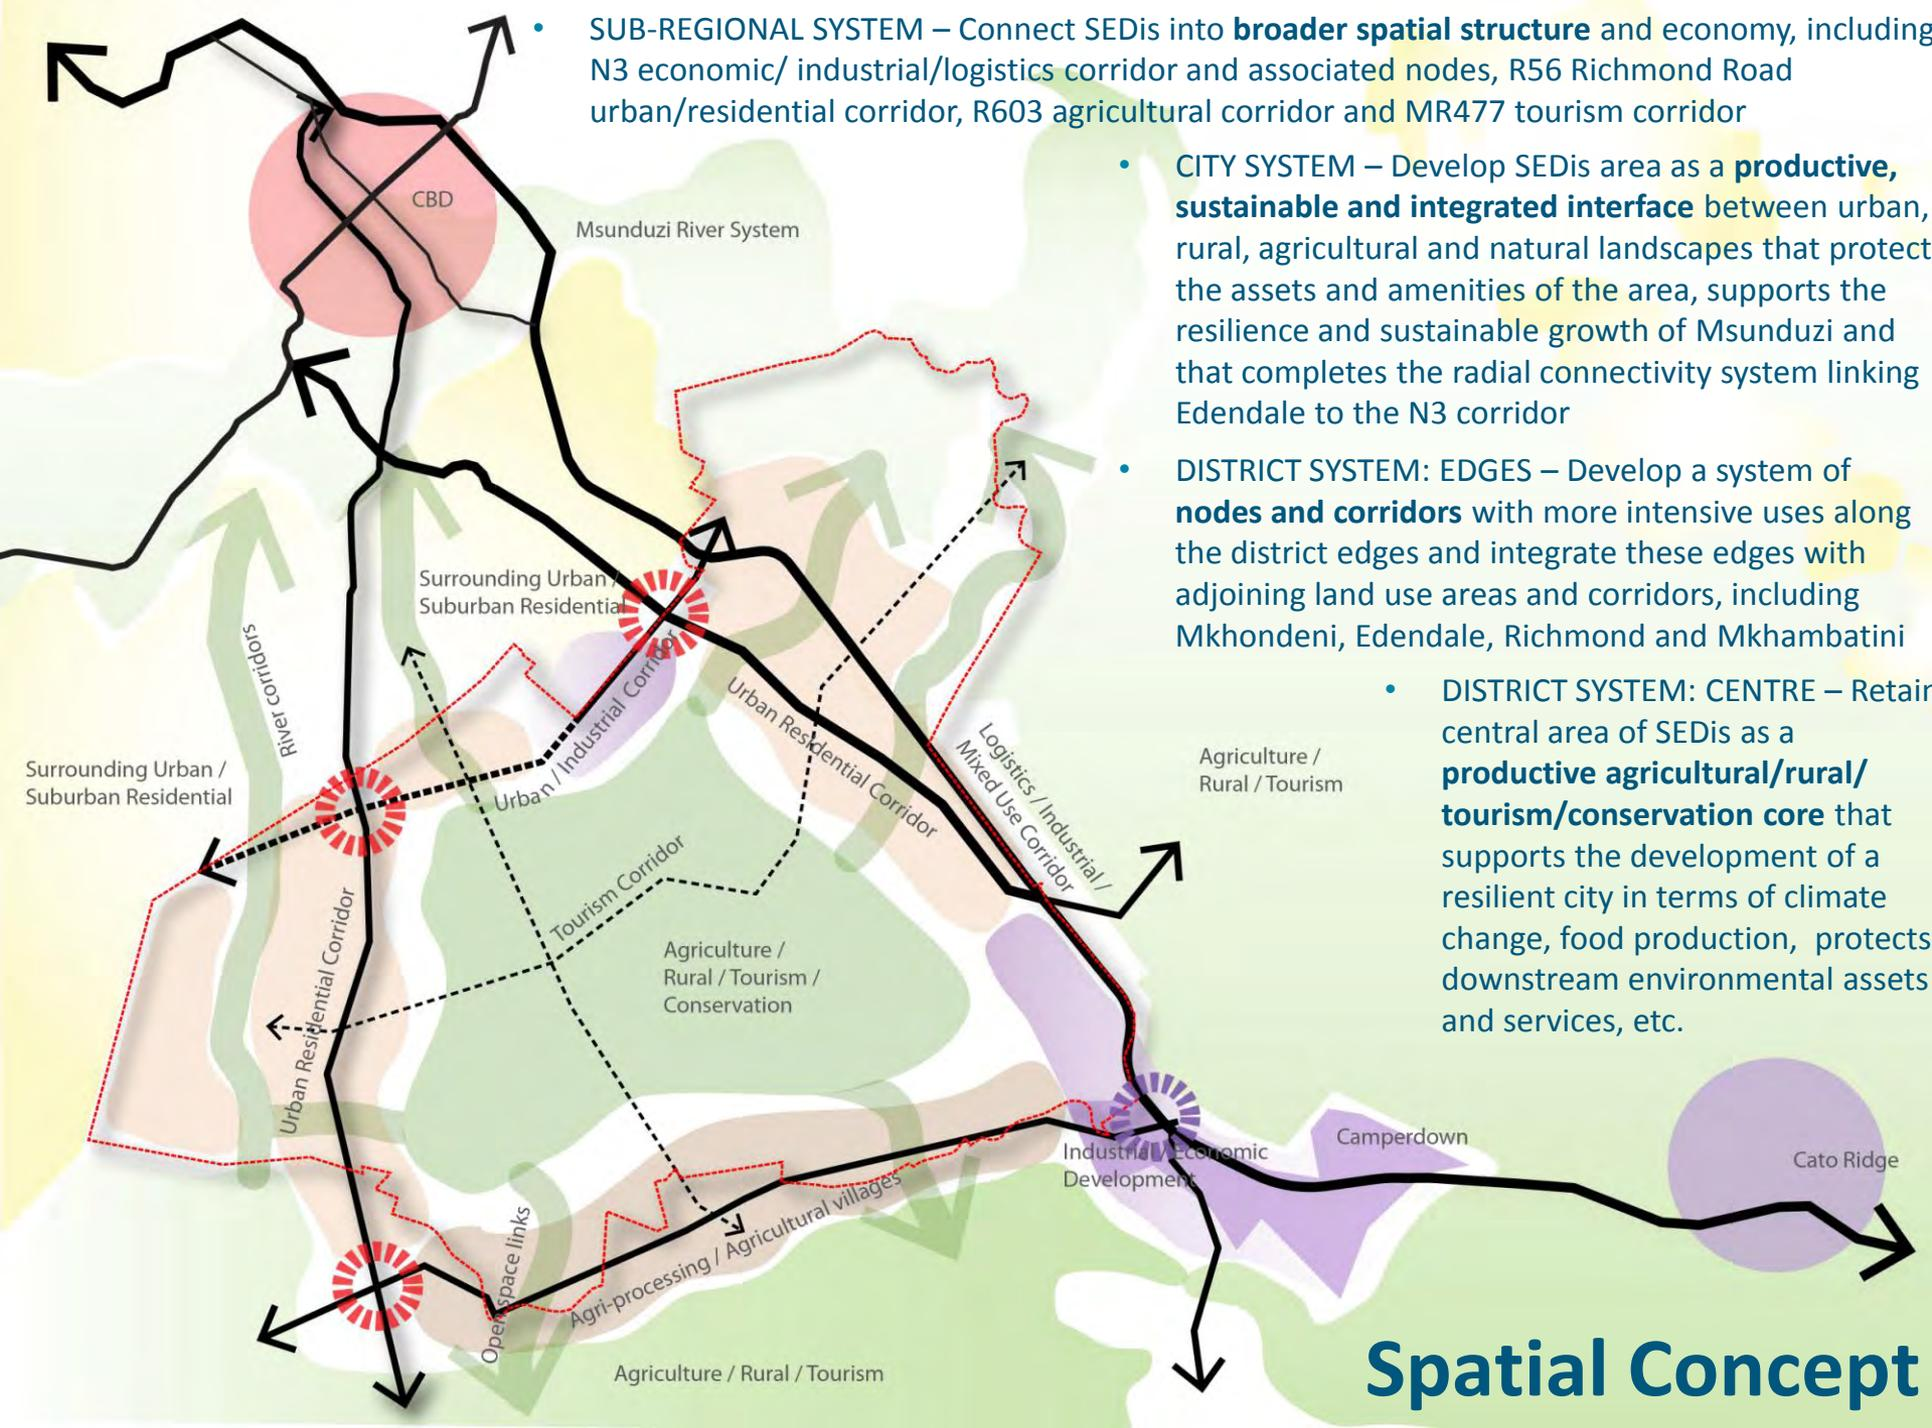 • SUB-REGIONAL SYSTEM – Connect SEDis into broader spatial structure and economy, including
N3 economic/ industrial/logistics corridor and associated nodes, R56 Richmond Road
urban/residential corridor, R603 agricultural corridor and MR477 tourism corridor
• CITY SYSTEM – Develop SEDis area as a productive,
sustainable and integrated interface between urban,
rural, agricultural and natural landscapes that protect
the assets and amenities of the area, supports the
resilience and sustainable growth of Msunduzi and
that completes the radial connectivity system linking
Edendale to the N3 corridor
• DISTRICT SYSTEM: EDGES – Develop a system of
nodes and corridors with more intensive uses along
the district edges and integrate these edges with
adjoining land use areas and corridors, including
Mkhondeni, Edendale, Richmond and Mkhambatini
• DISTRICT SYSTEM: CENTRE – Retain
central area of SEDis as a
productive agricultural/rural/
tourism/conservation core that
supports the development of a
resilient city in terms of climate
change, food production, protects
downstream environmental assets
and services, etc.
CBD
Msunduzi River System
Surrounding Urban /
Suburban Residential
River corridors
Surrounding Urban /
Suburban Residential
Urban / Industrial Corridor
Urban Residential Corridor
Logistics / Industrial /
Mixed Use Corridor
Agriculture /
Rural / Tourism
Tourism Corridor
Agriculture /
Rural / Tourism /
Conservation
Urban Residential Corridor
Industrial / Economic
Development
Camperdown
Cato Ridge
Open space links
Agri-processing / Agricultural villages
Agriculture / Rural / Tourism
Spatial Concept